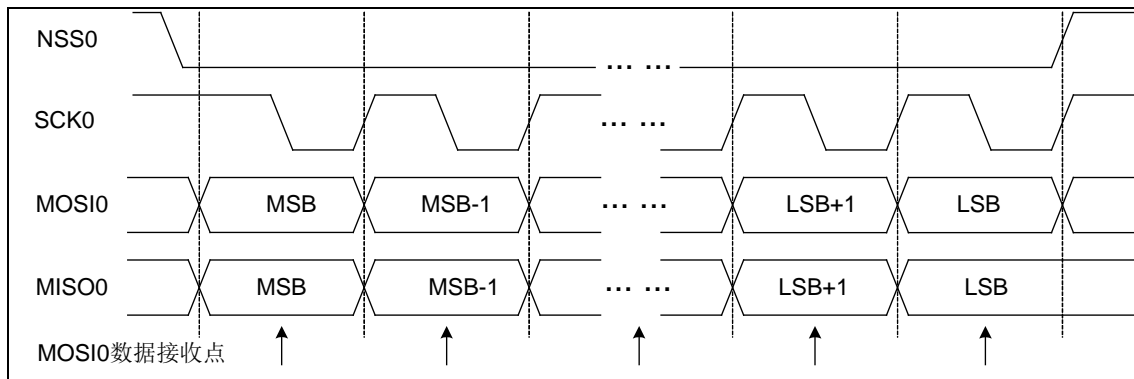 NSS0
... ...
SCK0
... ...
MOSI0 MSB MSB-1 ... ... LSB+1 LSB
MISO0 MSB MSB-1 ... ... LSB+1 LSB
MOSI0数据接收点